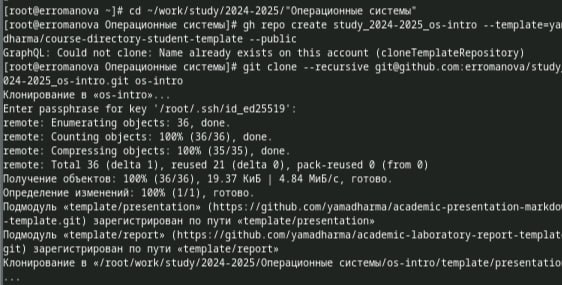 [root@erromanova ~]# cd ~/work/study/2024-2025/"Операционные системы"
[root@erromanova Операционные системы]# gh repo create study_2024-2025_os-intro --template=yama
dharma/course-directory-student-template --public
GraphQL: Could not clone: Name already exists on this account (cloneTemplateRepository)
[root@erromanova Операционные системы]# git clone --recursive git@github.com:erromanova/study_
024-2025_os-intro.git os-intro
Клонирование в «os-intro»...
Enter passphrase for key '/root/.ssh/id_ed25519':
remote: Enumerating objects: 36, done.
remote: Counting objects: 100% (36/36), done.
remote: Compressing objects: 100% (35/35), done.
remote: Total 36 (delta 1), reused 21 (delta 0), pack-reused 0 (from 0)
Получение объектов: 100% (36/36), 19.37 КиБ | 4.84 МиБ/с, готово.
Определение изменений: 100% (1/1), готово.
Подмодуль «template/presentation» (https://github.com/yamadharma/academic-presentation-markdow
-template.git) зарегистрирован по пути «template/presentation»
Подмодуль «template/report» (https://github.com/yamadharma/academic-laboratory-report-template
git) зарегистрирован по пути «template/report»
Клонирование в «/root/work/study/2024-2025/Операционные системы/os-intro/template/presentatio
...